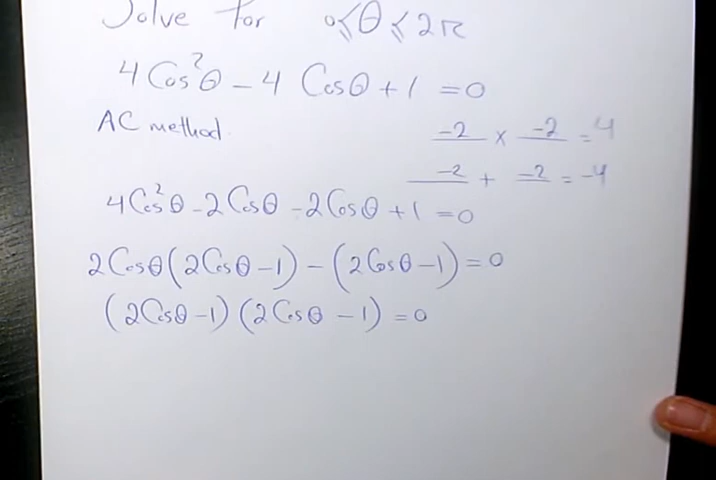 Solve for 0≤θ≤2π
4Cos²θ - 4 Cosθ + 1 = 0
AC method
-2 × -2 = 4
-2 + -2 = -4
4Cos²θ - 2Cosθ - 2Cosθ + 1 = 0
2Cosθ(2Cosθ - 1) - (2Cosθ - 1) = 0
(2Cosθ - 1) (2Cosθ - 1) = 0